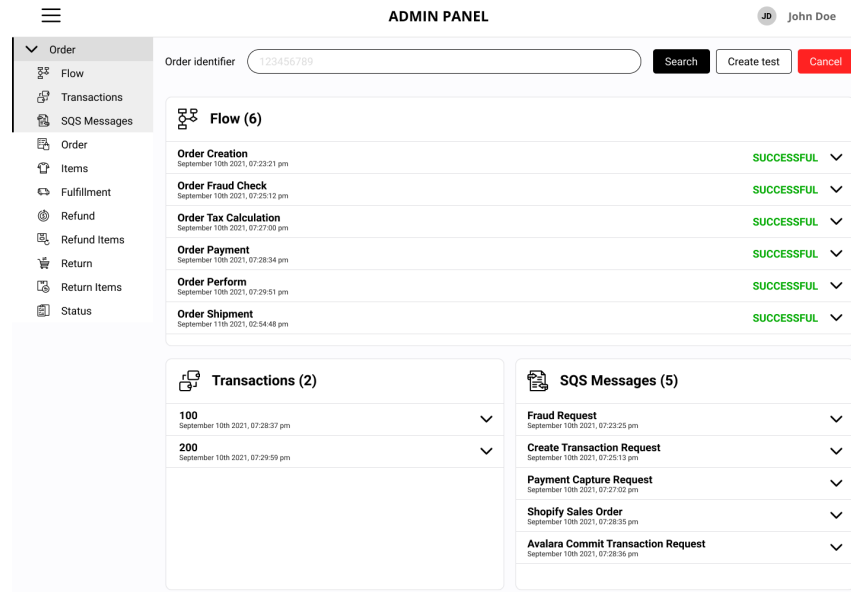 ADMIN PANEL
JD John Doe
Order
Flow
Transactions
SQS Messages
Order
Items
Fulfillment
Refund
Refund Items
Return
Return Items
Status
Order identifier 123456789 Search Create test Cancel
Flow (6)
Order Creation SUCCESSFUL
September 10th 2021, 07:23:21 pm
Order Fraud Check SUCCESSFUL
September 10th 2021, 07:25:12 pm
Order Tax Calculation SUCCESSFUL
September 10th 2021, 07:27:00 pm
Order Payment SUCCESSFUL
September 10th 2021, 07:28:34 pm
Order Perform SUCCESSFUL
September 10th 2021, 07:29:51 pm
Order Shipment SUCCESSFUL
September 11th 2021, 02:54:48 pm
Transactions (2)
100
September 10th 2021, 07:28:37 pm
200
September 10th 2021, 07:29:59 pm
SQS Messages (5)
Fraud Request
September 10th 2021, 07:23:25 pm
Create Transaction Request
September 10th 2021, 07:25:13 pm
Payment Capture Request
September 10th 2021, 07:27:02 pm
Shopify Sales Order
September 10th 2021, 07:28:35 pm
Avalara Commit Transaction Request
September 10th 2021, 07:28:36 pm